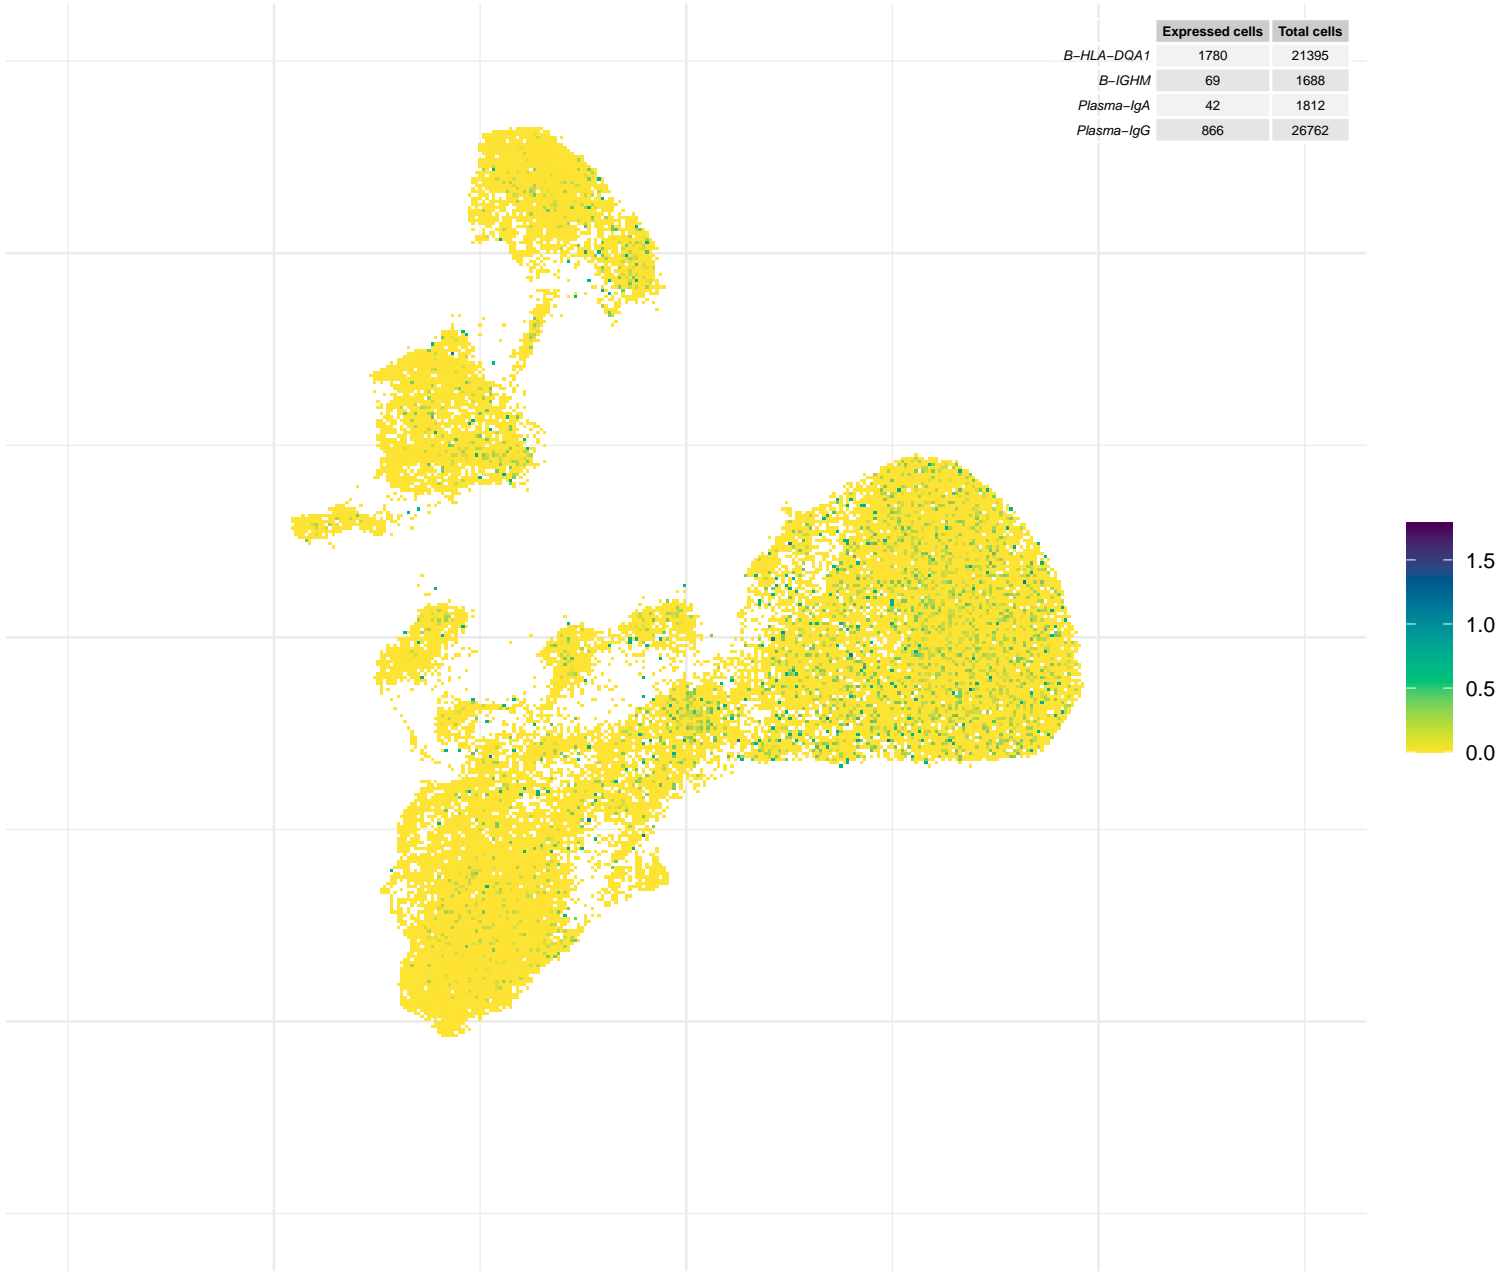 Expressed cells Total cells
B−HLA−DQA1 1780 21395
B−IGHM 69 1688
Plasma−IgA 42 1812
Plasma−IgG 866 26762
1.5
1.0
0.5
0.0